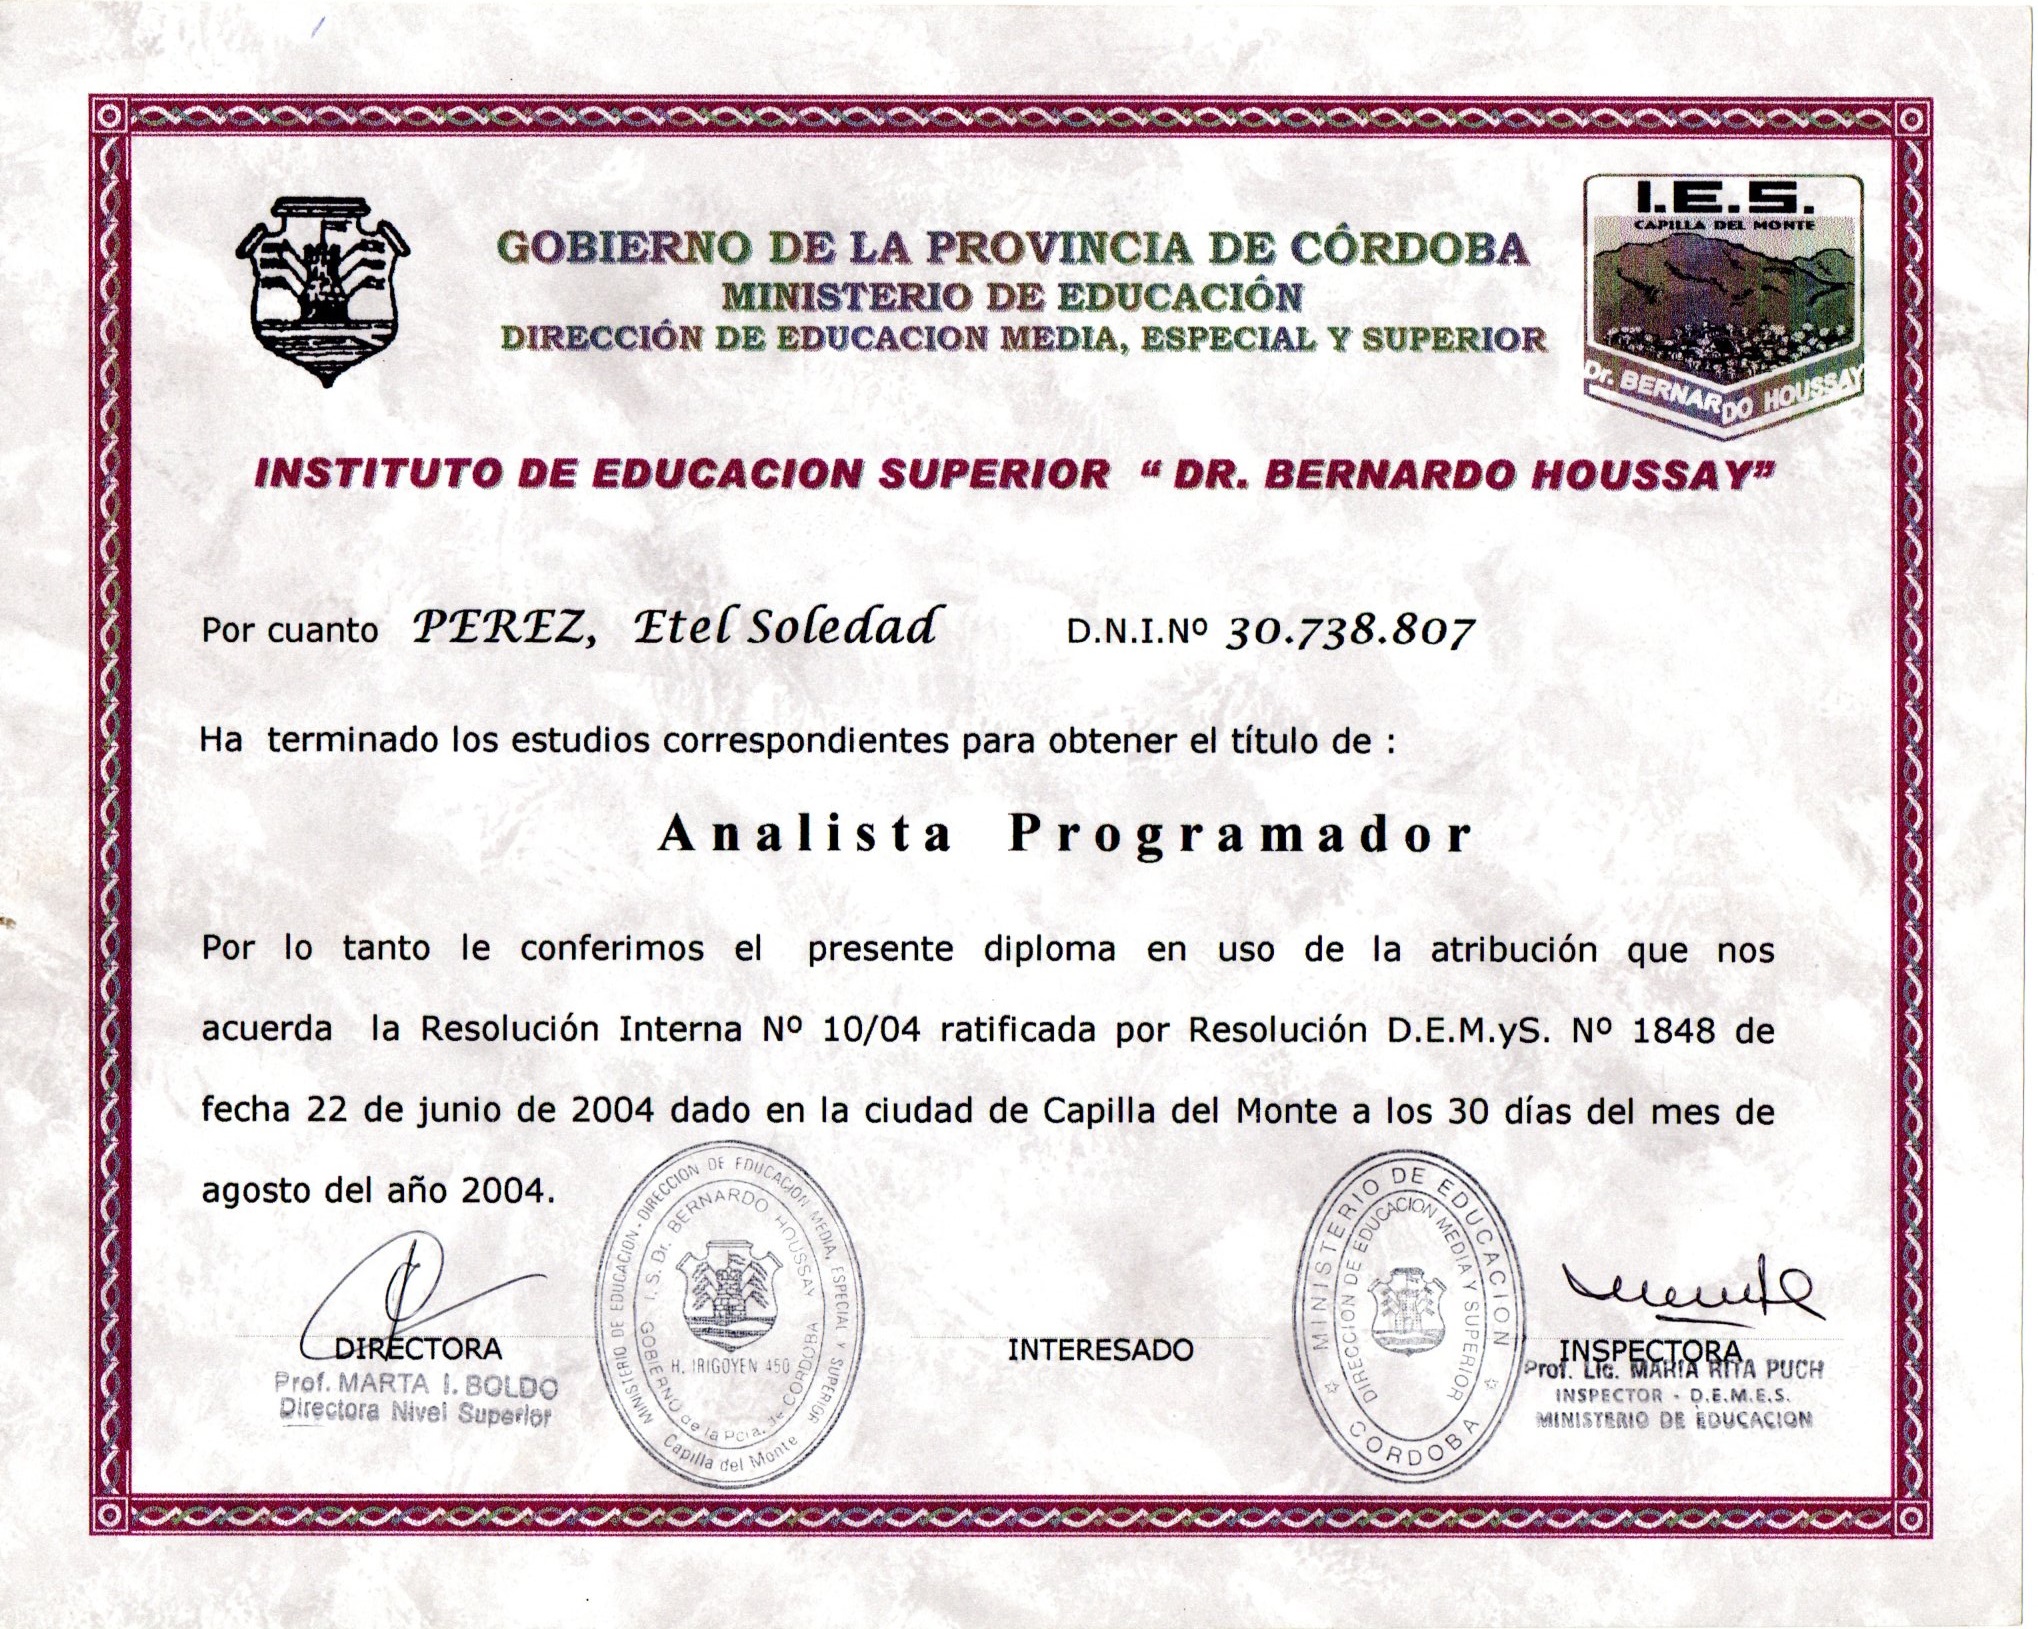 I.E.S.
CAPILLA DEL MONTE
Dr. BERNARDO HOUSSAY
GOBIERNO DE LA PROVINCIA DE CÓRDOBA
MINISTERIO DE EDUCACIÓN
DIRECCIÓN DE EDUCACION MEDIA, ESPECIAL Y SUPERIOR
INSTITUTO DE EDUCACION SUPERIOR “ DR. BERNARDO HOUSSAY”
Por cuanto PEREZ, Etel Soledad D.N.I.Nº 30.738.807
Ha terminado los estudios correspondientes para obtener el título de :
Analista Programador
Por lo tanto le conferimos el presente diploma en uso de la atribución que nos
acuerda la Resolución Interna Nº 10/04 ratificada por Resolución D.E.M.yS. Nº 1848 de
fecha 22 de junio de 2004 dado en la ciudad de Capilla del Monte a los 30 días del mes de
agosto del año 2004.
DIRECTORA
Prof. MARTA I. BOLDO
Directora Nivel Superior
MINISTERIO DE EDUCACION - DIRECCION DE EDUCACION MEDIA, ESPECIAL Y SUPERIOR
I. S. Dr. BERNARDO HOUSSAY
H. IRIGOYEN 450
GOBIERNO de la Pcia. de CORDOBA
Capilla del Monte
INTERESADO
MINISTERIO DE EDUCACION
DIRECCION DE EDUCACION MEDIA Y SUPERIOR
CORDOBA
INSPECTORA
Prof. Lic. MARIA RITA PUCH
INSPECTOR - D.E.M.E.S.
MINISTERIO DE EDUCACION